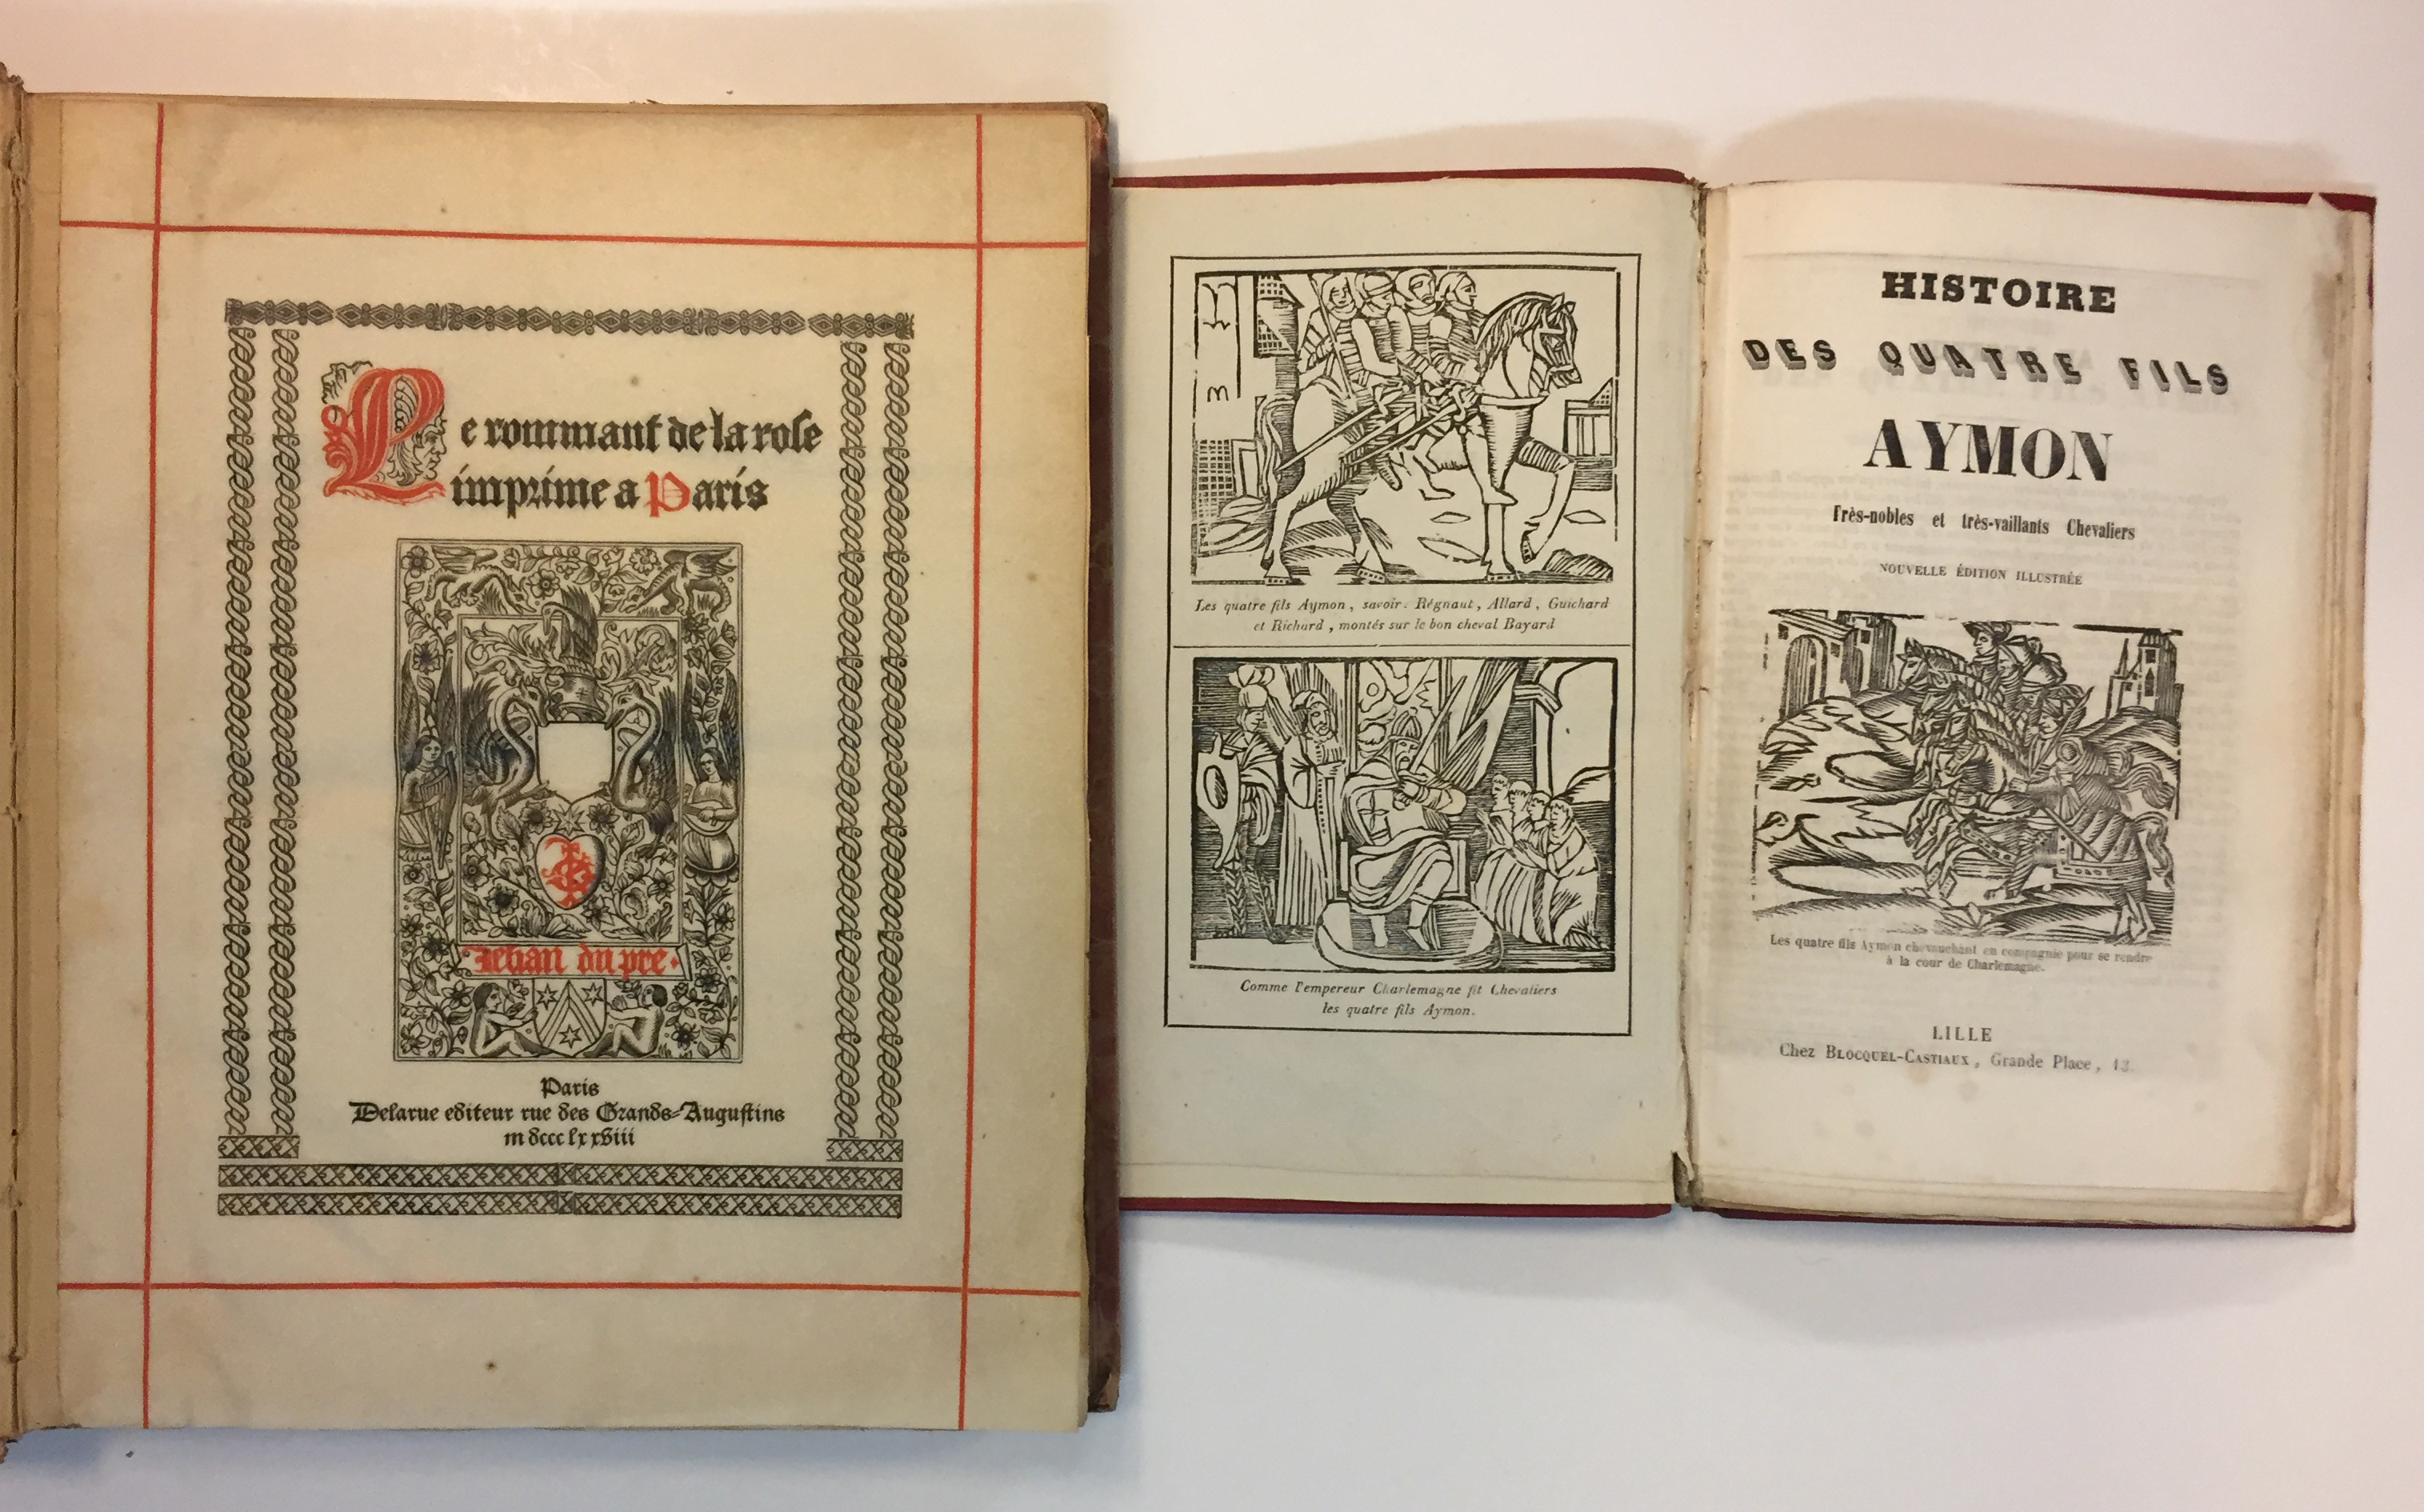 Le rommant de la rose
imprime a Paris
Jehan du pre.
Paris
Delarue editeur rue des Grands-Augustins
m dccc lxxviii
Les quatre fils Aymon, savoir. Régnaut, Allard, Guichard
et Richard, montés sur le bon cheval Bayard
Comme l'empereur Charlemagne fit Chevaliers
les quatre fils Aymon.
HISTOIRE
DES QUATRE FILS
AYMON
Très-nobles et très-vaillants Chevaliers
NOUVELLE ÉDITION ILLUSTRÉE
Les quatre fils Aymon chevauchant en compagnie pour se rendre
à la cour de Charlemagne.
LILLE
Chez BLOCQUEL-CASTIAUX, Grande Place, 13.